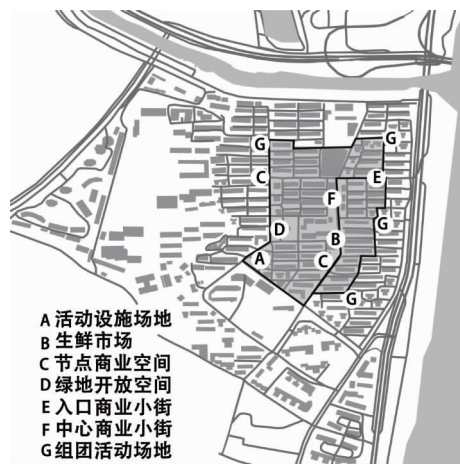 G
G
C
E
F
G
D
B
A
C
G
A 活动设施场地
B 生鲜市场
C 节点商业空间
D 绿地开放空间
E 入口商业小街
F 中心商业小街
G 组团活动场地